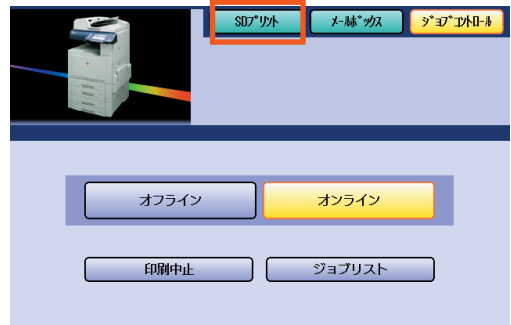 SDﾌﾟﾘﾝﾄ
ﾒｰﾙﾎﾞｯｸｽ
ｼﾞｮﾌﾞｺﾝﾄﾛｰﾙ
オフライン
オンライン
印刷中止
ジョブリスト